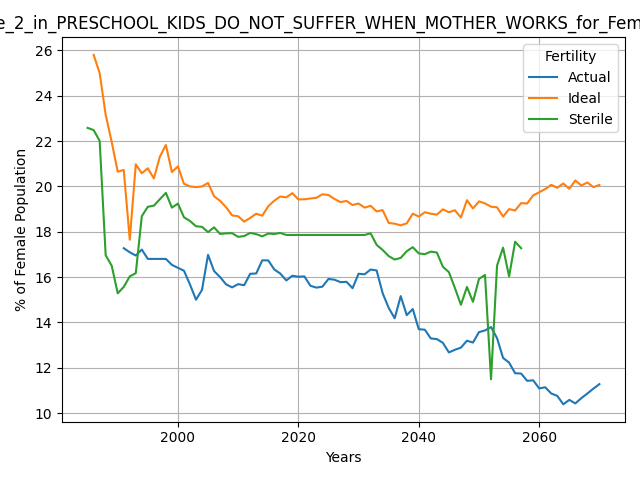 e_2_in_PRESCHOOL_KIDS_DO_NOT_SUFFER_WHEN_MOTHER_WORKS_for_Fem
Fertility
Actual
Ideal
Sterile
% of Female Population
26
24
22
20
18
16
14
12
10
2000 2020 2040 2060
Years